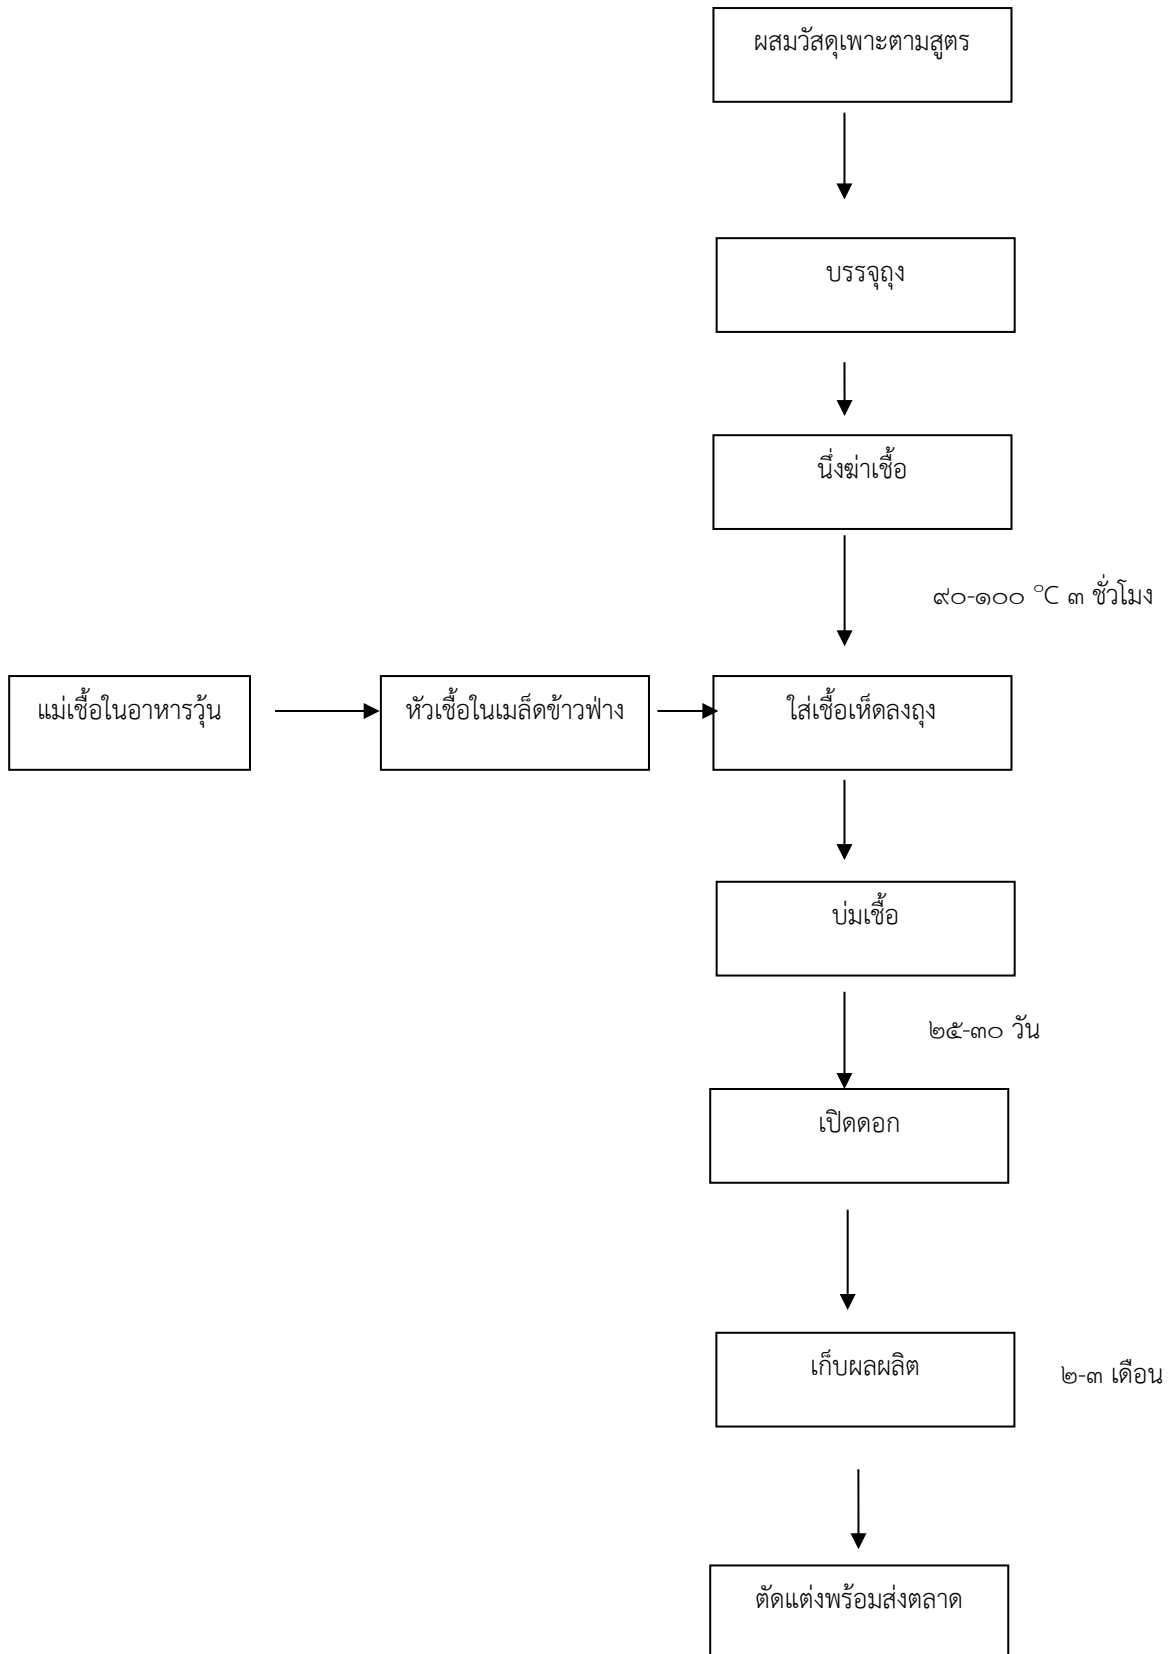 ผสมวัสดุเพาะตามสูตร
บรรจุถุง
นึ่งฆ่าเชื้อ
๙๐-๑๐๐ °C ๓ ชั่วโมง
แม่เชื้อในอาหารวุ้น
หัวเชื้อในเมล็ดข้าวฟ่าง
ใส่เชื้อเห็ดลงถุง
บ่มเชื้อ
๒๕-๓๐ วัน
เปิดดอก
เก็บผลผลิต
๒-๓ เดือน
ตัดแต่งพร้อมส่งตลาด